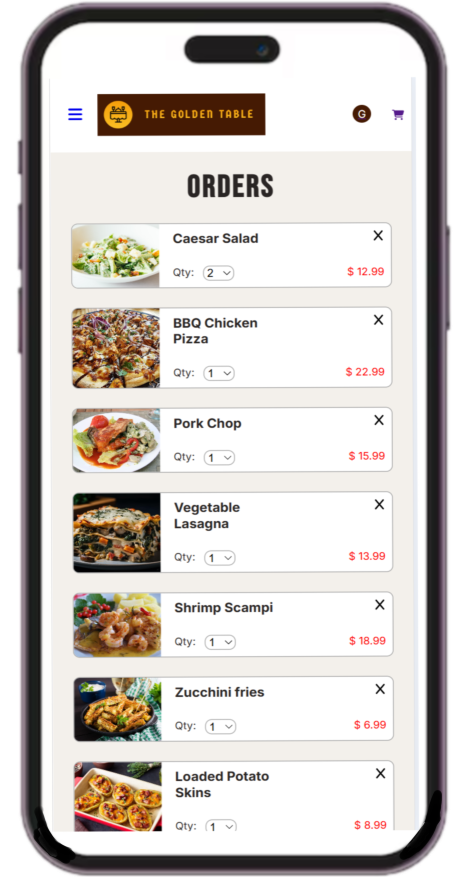 THE GOLDEN TABLE
G
ORDERS
Caesar Salad
X
Qty: 2
$ 12.99
BBQ Chicken
Pizza
X
Qty: 1
$ 22.99
Pork Chop
X
Qty: 1
$ 15.99
Vegetable
Lasagna
X
Qty: 1
$ 13.99
Shrimp Scampi
X
Qty: 1
$ 18.99
Zucchini fries
X
Qty: 1
$ 6.99
Loaded Potato
Skins
X
Qty: 1
$ 8.99